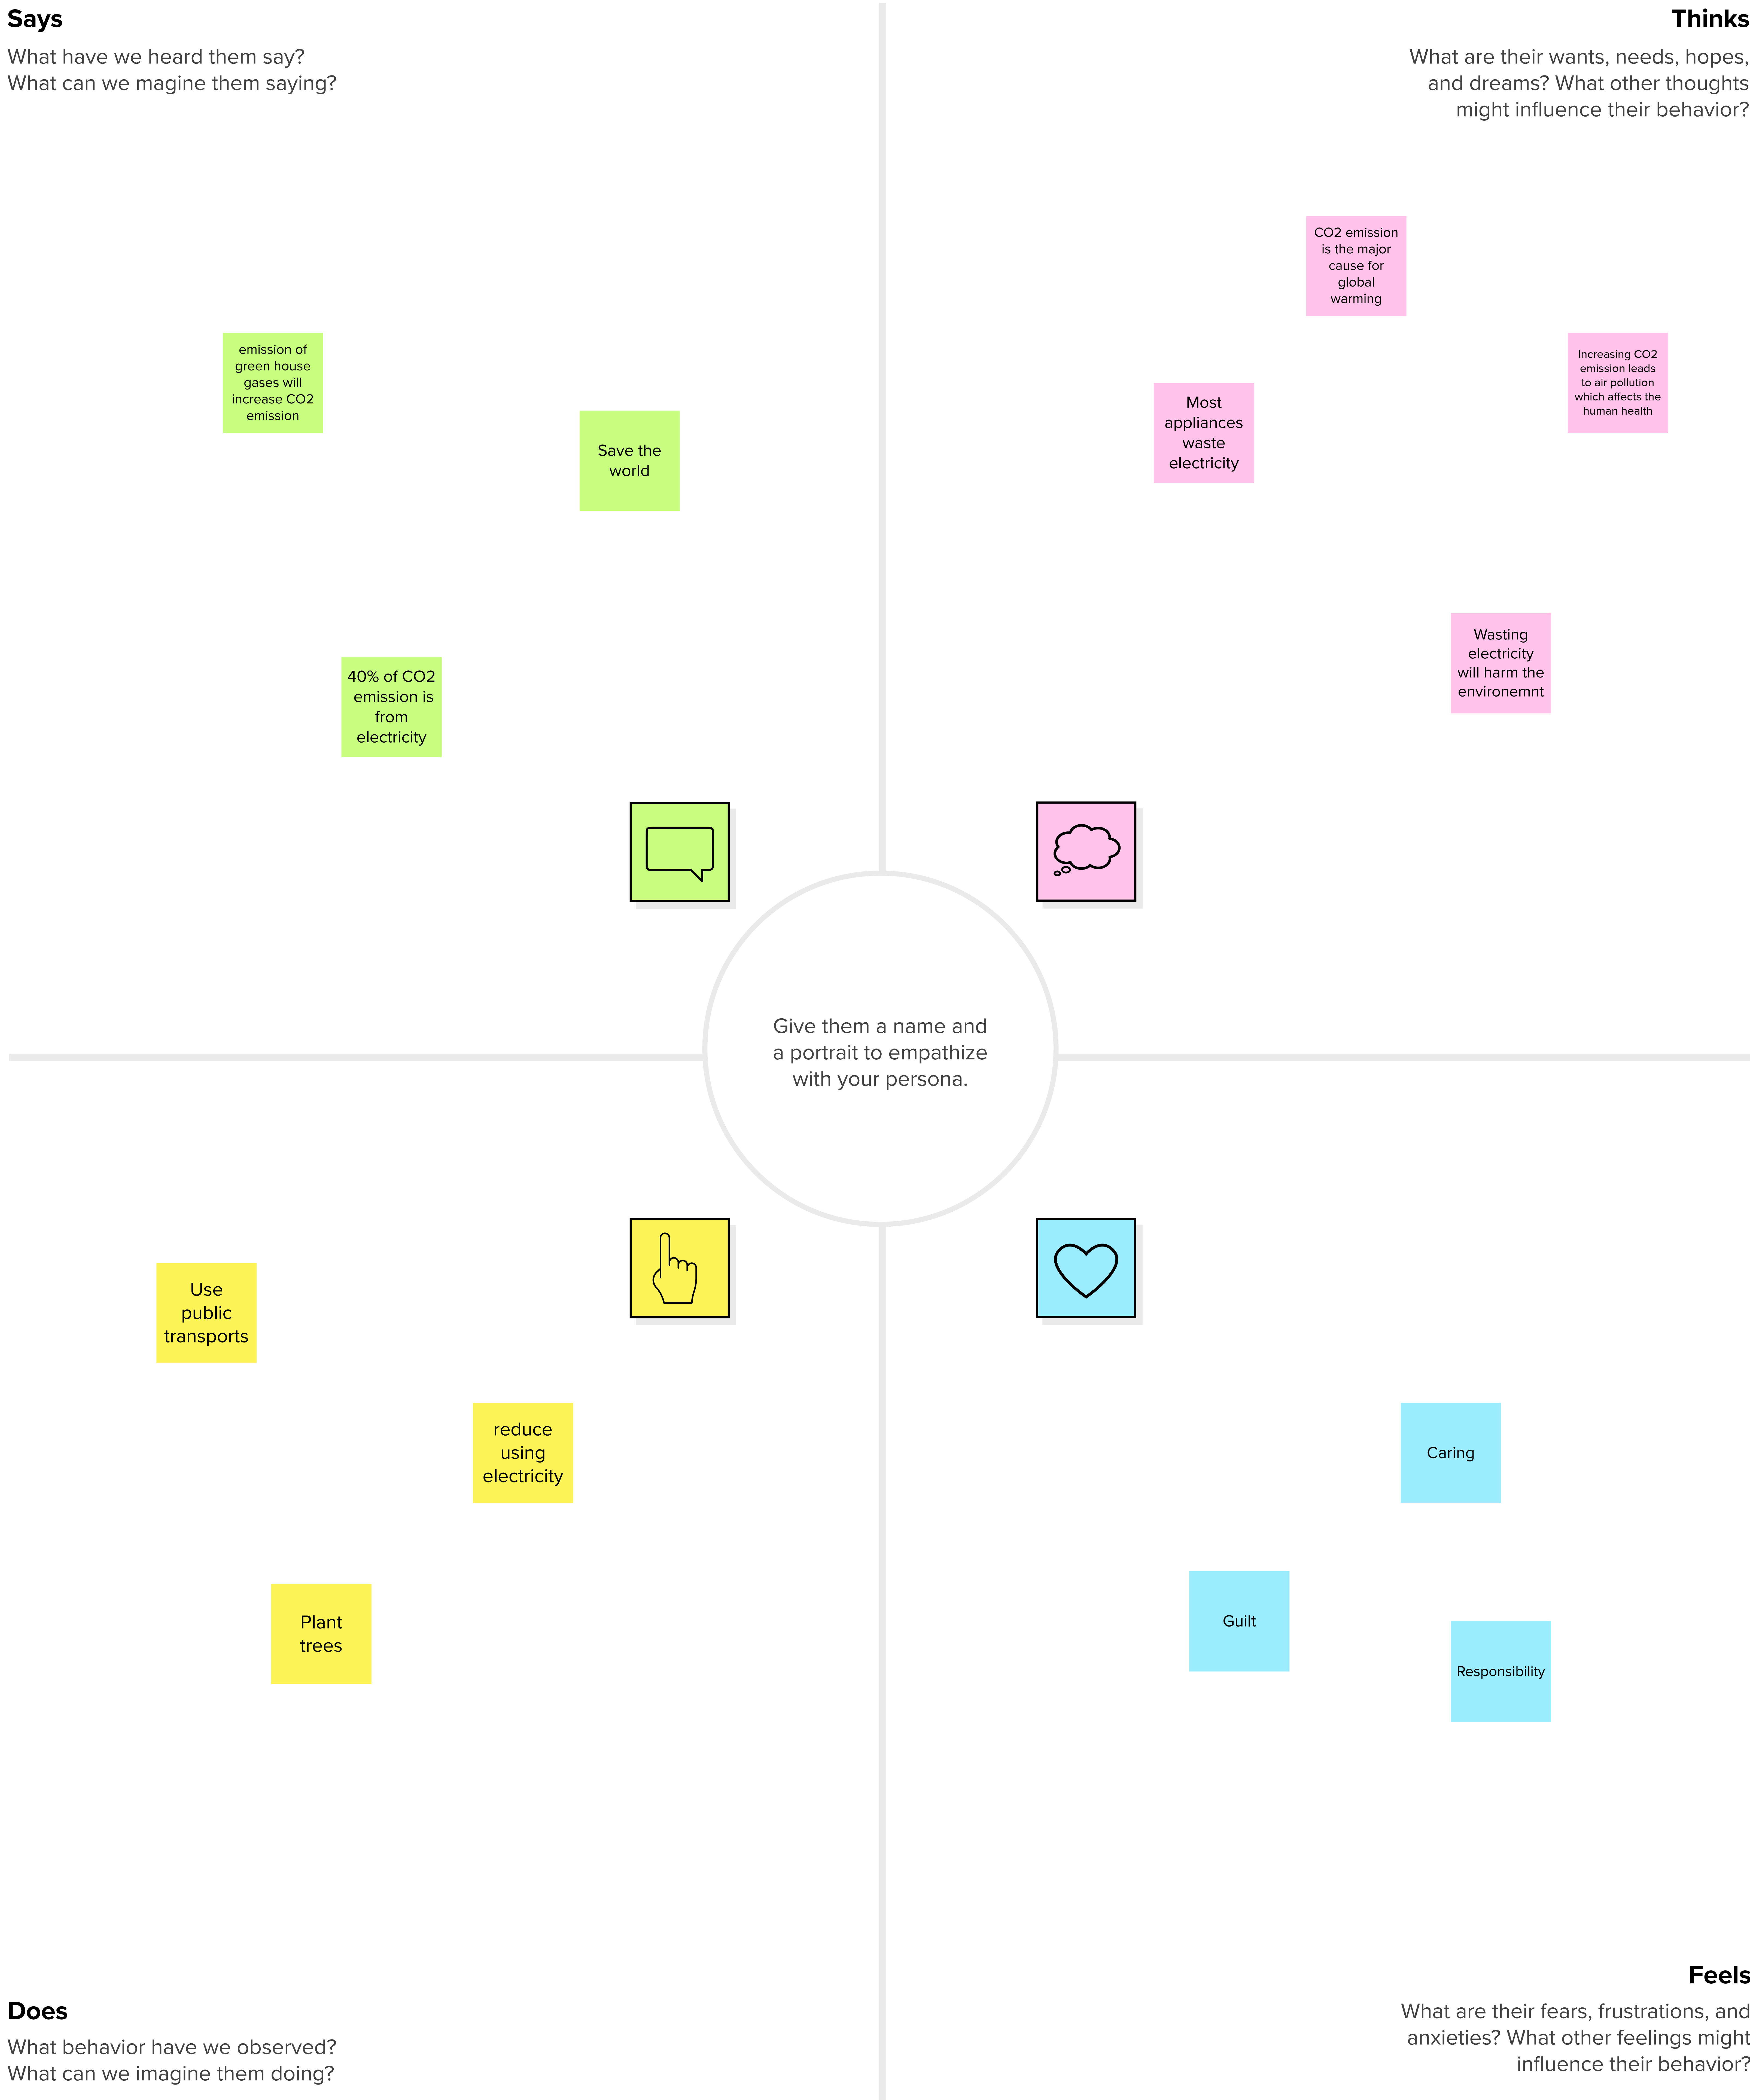 Says
What have we heard them say?
What can we magine them saying?
emission of
green house
gases will
increase CO2
emission
Save the
world
40% of CO2
emission is
from
electricity
Thinks
What are their wants, needs, hopes,
and dreams? What other thoughts
might influence their behavior?
CO2 emission
is the major
cause for
global
warming
Increasing CO2
emission leads
to air pollution
which affects the
human health
Most
appliances
waste
electricity
Wasting
electricity
will harm the
environemnt
Give them a name and
a portrait to empathize
with your persona.
Use
public
transports
reduce
using
electricity
Plant
trees
Does
What behavior have we observed?
What can we imagine them doing?
Caring
Guilt
Responsibility
Feels
What are their fears, frustrations, and
anxieties? What other feelings might
influence their behavior?